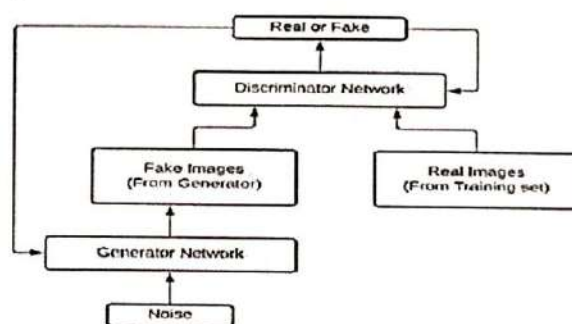 Real or Fake
Discriminator Network
Fake Images
(From Generator)
Real Images
(From Training set)
Generator Network
Noise